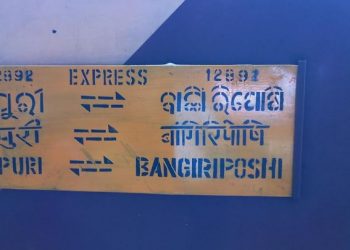 2892 EXPRESS 12891
ପୁରୀ ⇌ ବାଙ୍ଗିରିପୋଷି
पुरी ⇌ बांगिरिपोषि
PURI ⇌ BANGIRIPOSHI